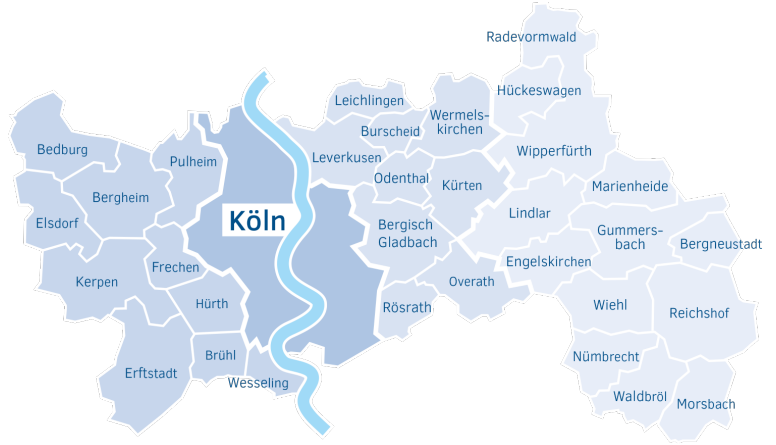 Radevormwald
Hückeswagen
Leichlingen
Wermels-
kirchen
Burscheid
Bedburg
Pulheim
Leverkusen
Wipperfürth
Odenthal
Kürten
Marienheide
Bergheim
Elsdorf
Köln
Bergisch
Gladbach
Lindlar
Gummers-
bach
Bergneustadt
Frechen
Kerpen
Overath
Engelskirchen
Hürth
Rösrath
Wiehl
Reichshof
Brühl
Nümbrecht
Erftstadt
Wesseling
Waldbröl
Morsbach